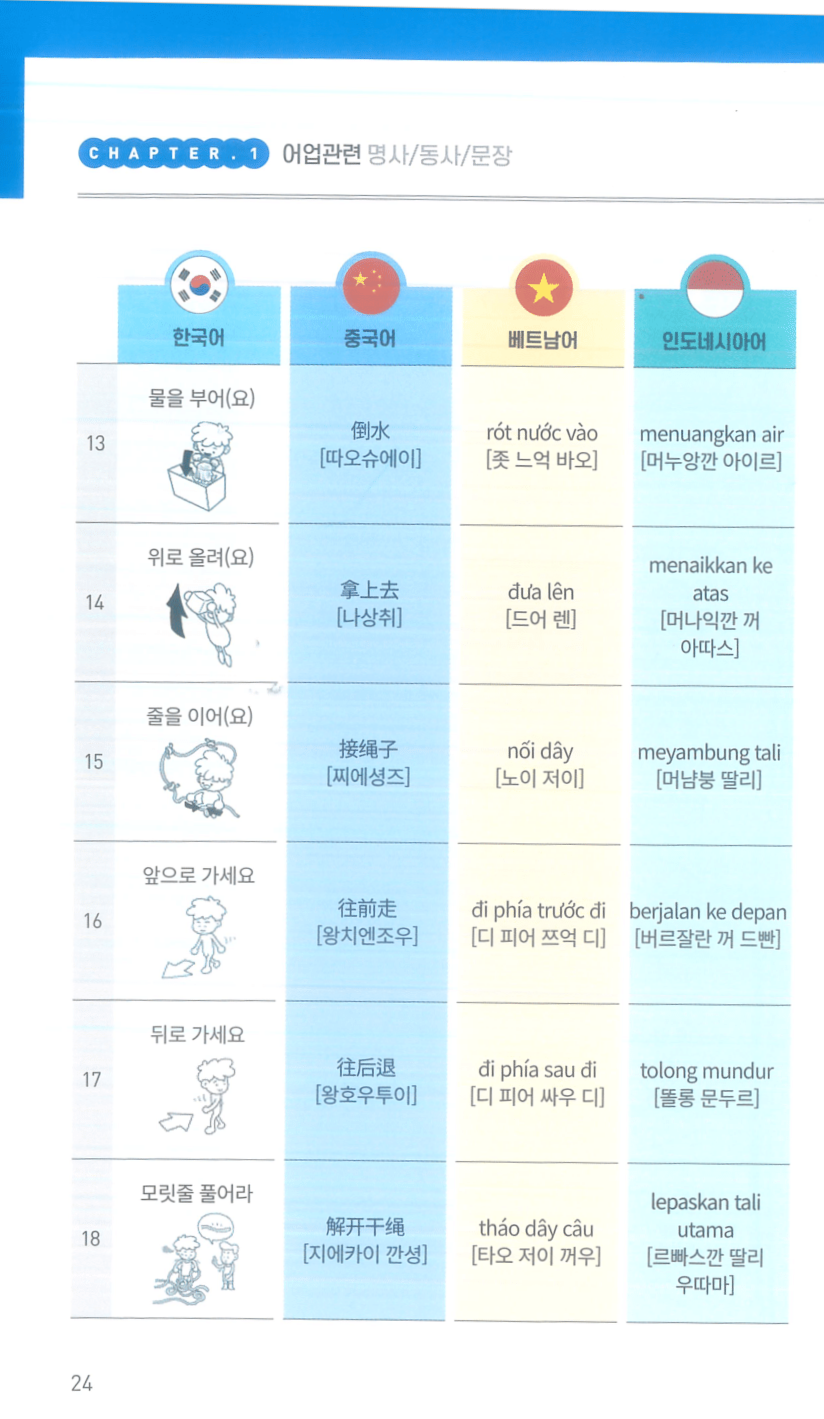 CHAPTER.1 어업관련 명사/동사/문장
한국어
중국어
베트남어
인도네시아어
13
물을 부어(요)
倒水
[따오슈에이]
rót nước vào
[좃 느억 바오]
menuangkan air
[머누앙깐 아이르]
14
위로 올려(요)
拿上去
[나상취]
đưa lên
[드어 렌]
menaikkan ke
atas
[머나익깐 꺼
아따스]
15
줄을 이어(요)
接绳子
[찌에셩즈]
nối dây
[노이 저이]
meyambung tali
[머냠붕 딸리]
16
앞으로 가세요
往前走
[왕치엔조우]
đi phía trước đi
[디 피어 쯔억 디]
berjalan ke depan
[버르잘란 꺼 드빤]
17
뒤로 가세요
往后退
[왕호우투이]
đi phía sau đi
[디 피어 싸우 디]
tolong mundur
[똘롱 문두르]
18
모릿줄 풀어라
解开干绳
[지에카이 깐셩]
tháo dây câu
[타오 저이 꺼우]
lepaskan tali
utama
[르빠스깐 딸리
우따마]
24